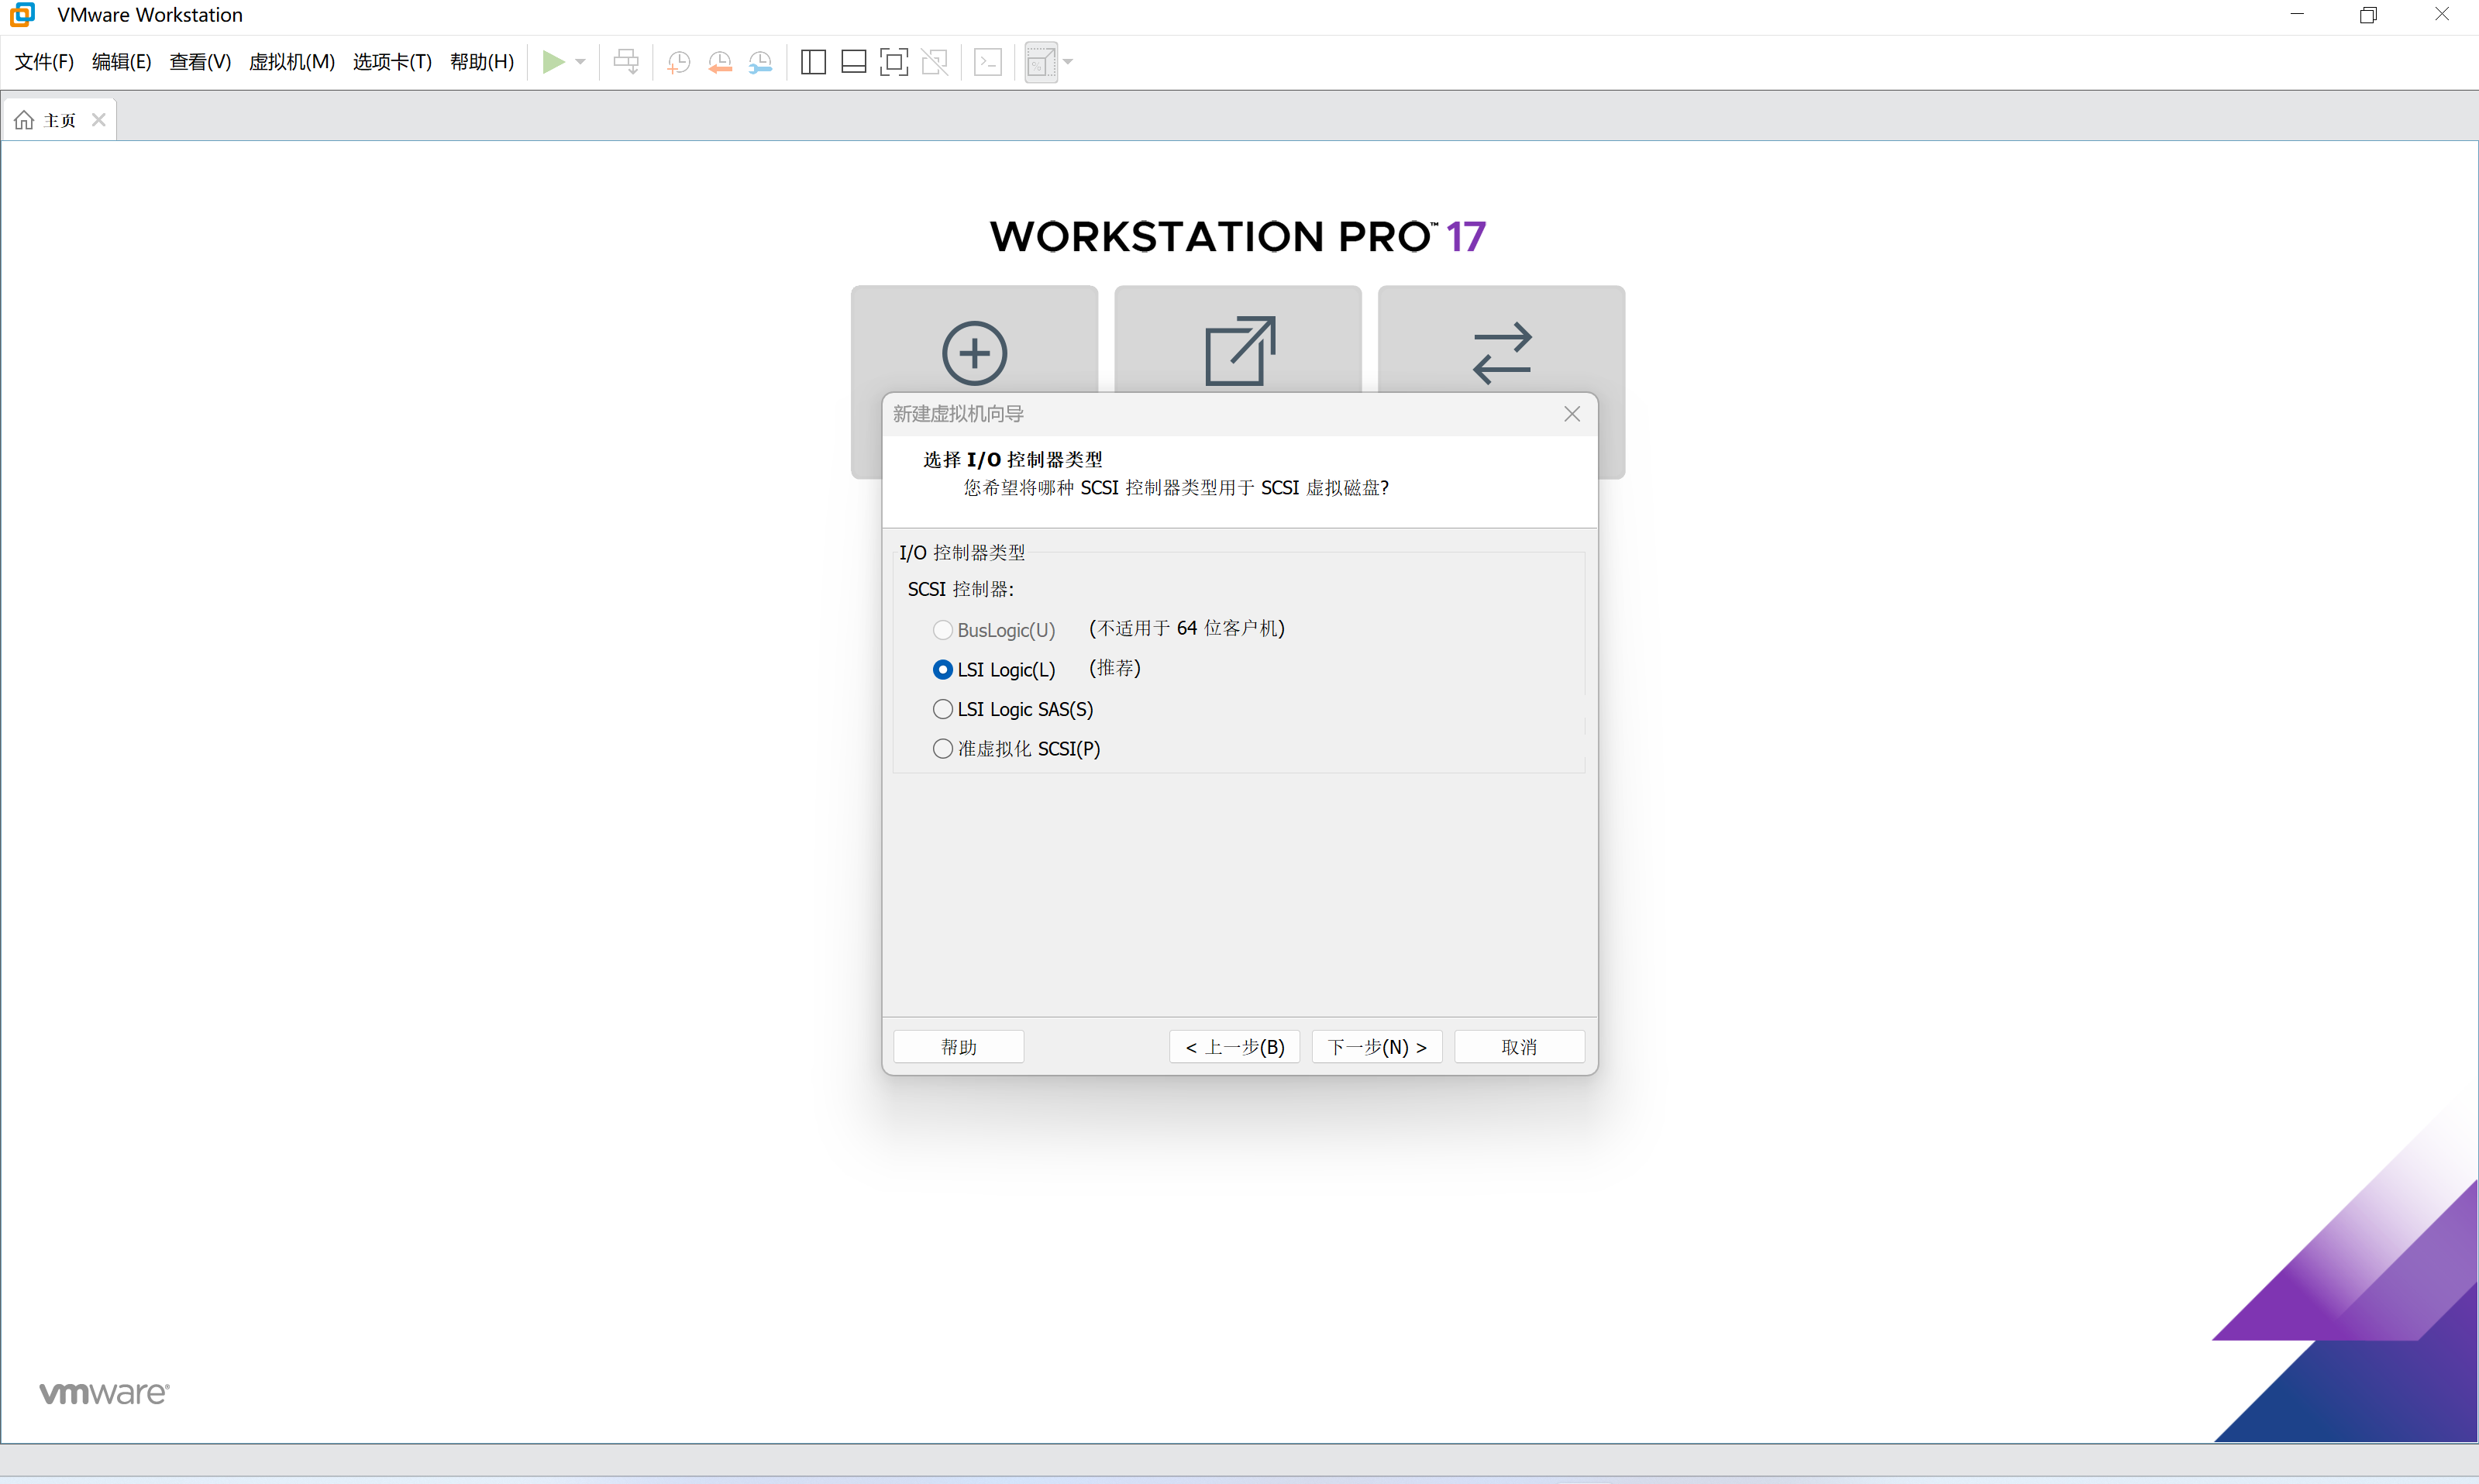 VMware Workstation
文件(F) 编辑(E) 查看(V) 虚拟机(M) 选项卡(T) 帮助(H)
主页
WORKSTATION PRO™ 17
新建虚拟机向导
选择 I/O 控制器类型
您希望将哪种 SCSI 控制器类型用于 SCSI 虚拟磁盘?
I/O 控制器类型
SCSI 控制器:
BusLogic(U) (不适用于 64 位客户机)
LSI Logic(L) (推荐)
LSI Logic SAS(S)
准虚拟化 SCSI(P)
帮助 < 上一步(B) 下一步(N) > 取消
vmware®